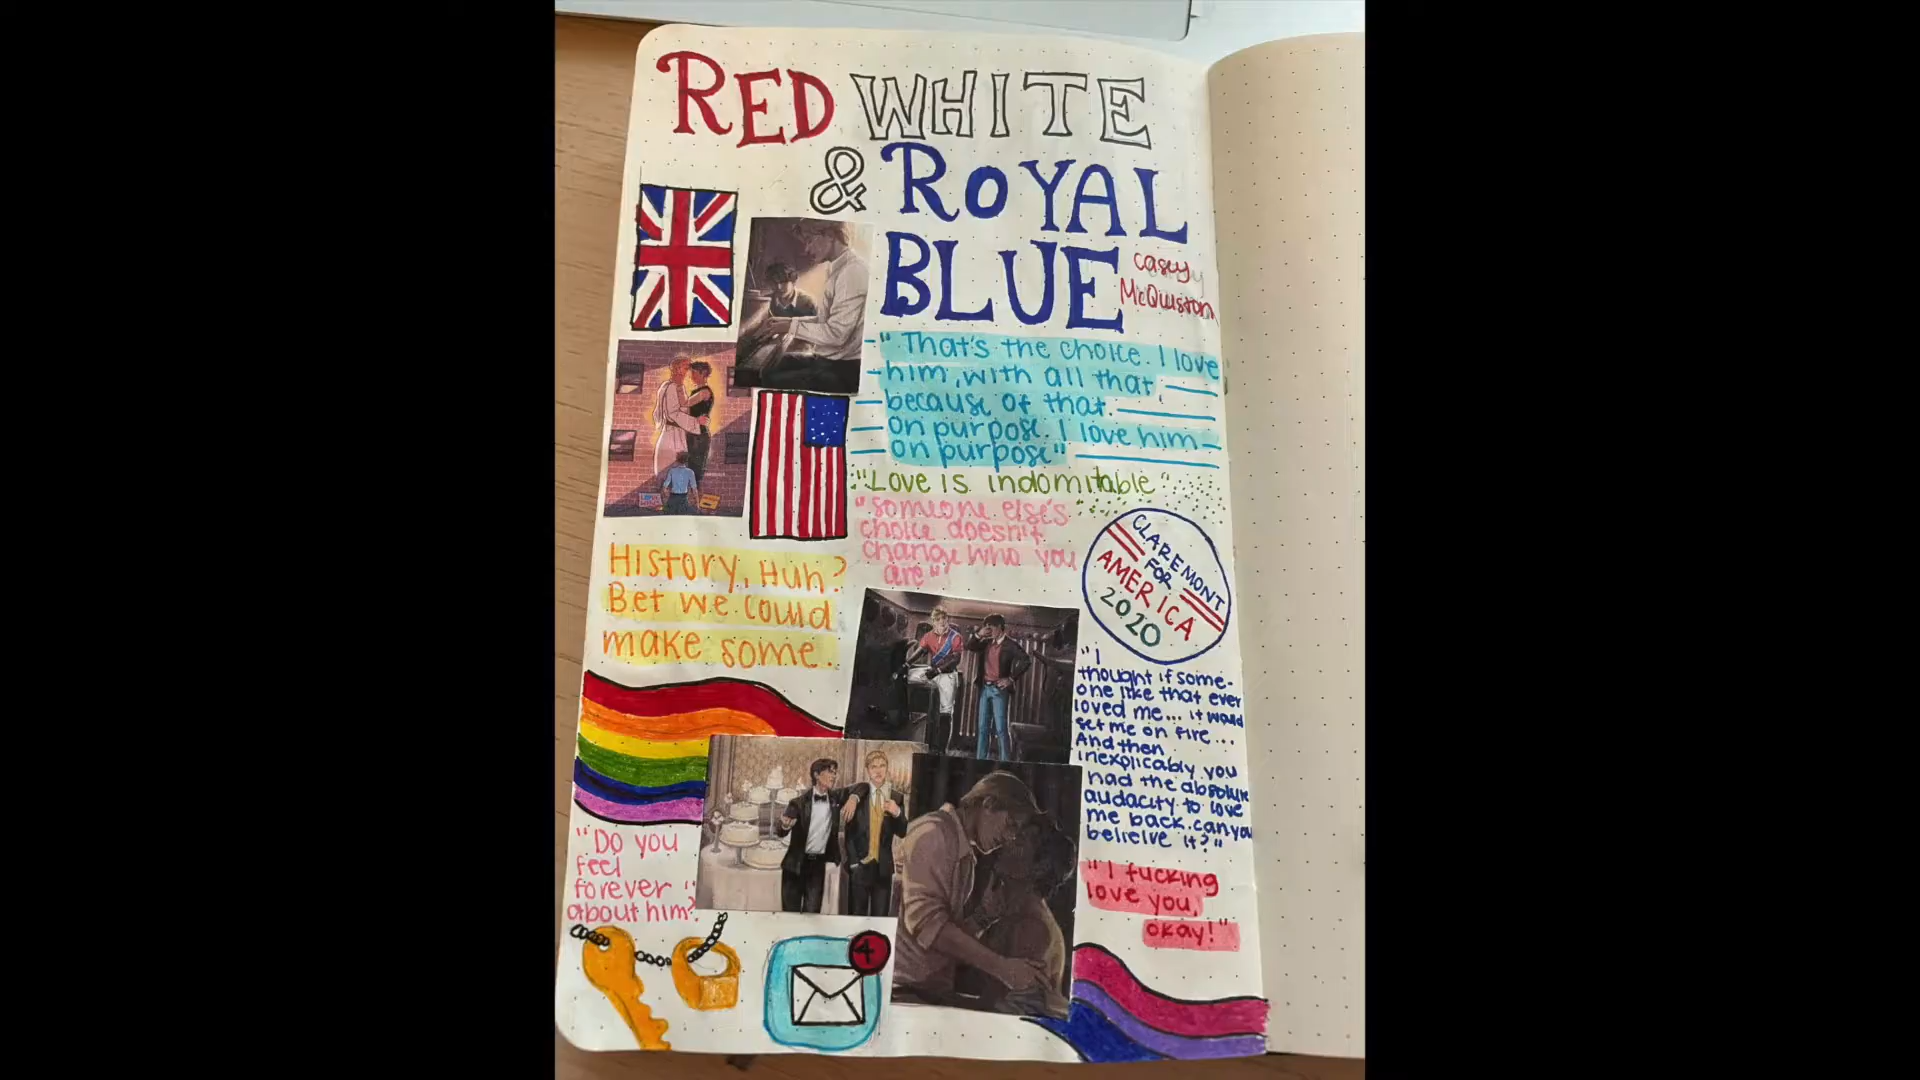 RED WHITE
& ROYAL
BLUE
casey
McQuiston
"That's the choice. I love
him, with all that
because of that.
on purpose. I love him
on purpose"
"Love is indomitable"
"someone else's
choice doesn't
change who you
are"
CLAREMONT
FOR
AMERICA
2020
History, Huh?
Bet we could
make some.
"I
thought if some-
one like that ever
loved me... it would
set me on fire...
And then
inexplicably you
had the absolute
audacity to love
me back. can you
belielve it?"
"Do you
feel
forever
about him?"
"I fucking
love you,
okay!"
4